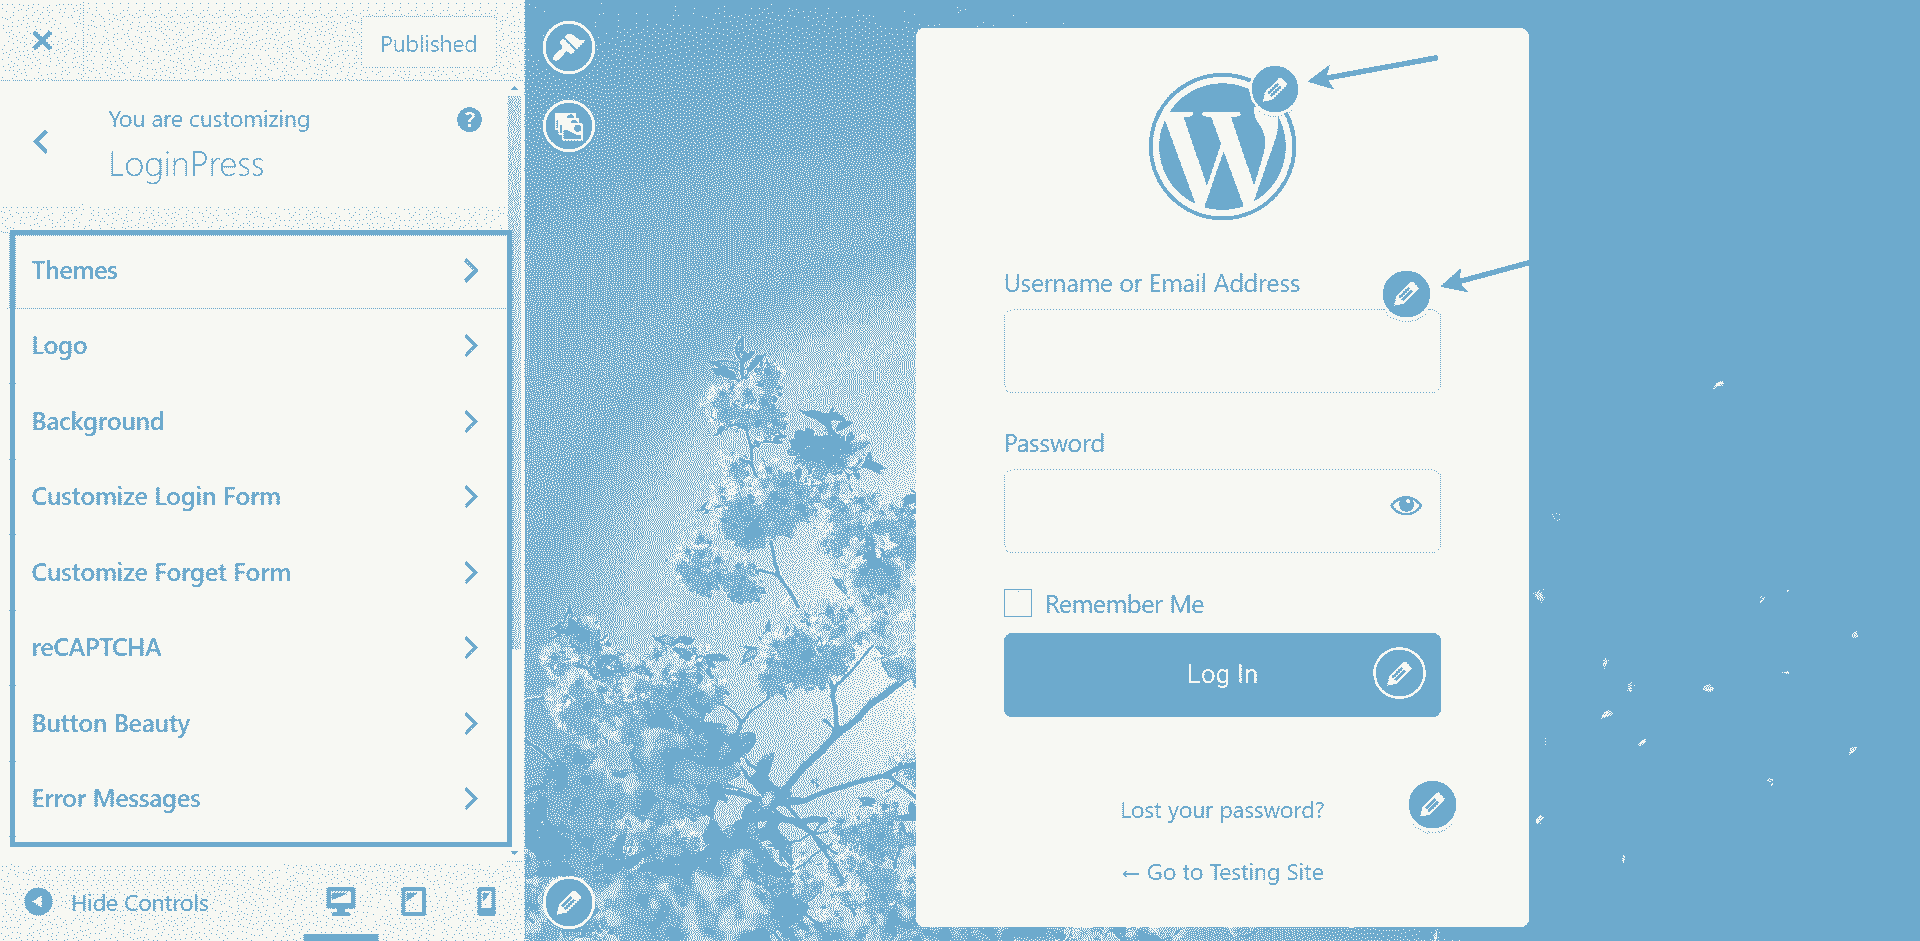 Published
You are customizing
LoginPress
Themes
Logo
Background
Customize Login Form
Customize Forget Form
reCAPTCHA
Button Beauty
Error Messages
Hide Controls
Username or Email Address
Password
Remember Me
Log In
Lost your password?
← Go to Testing Site